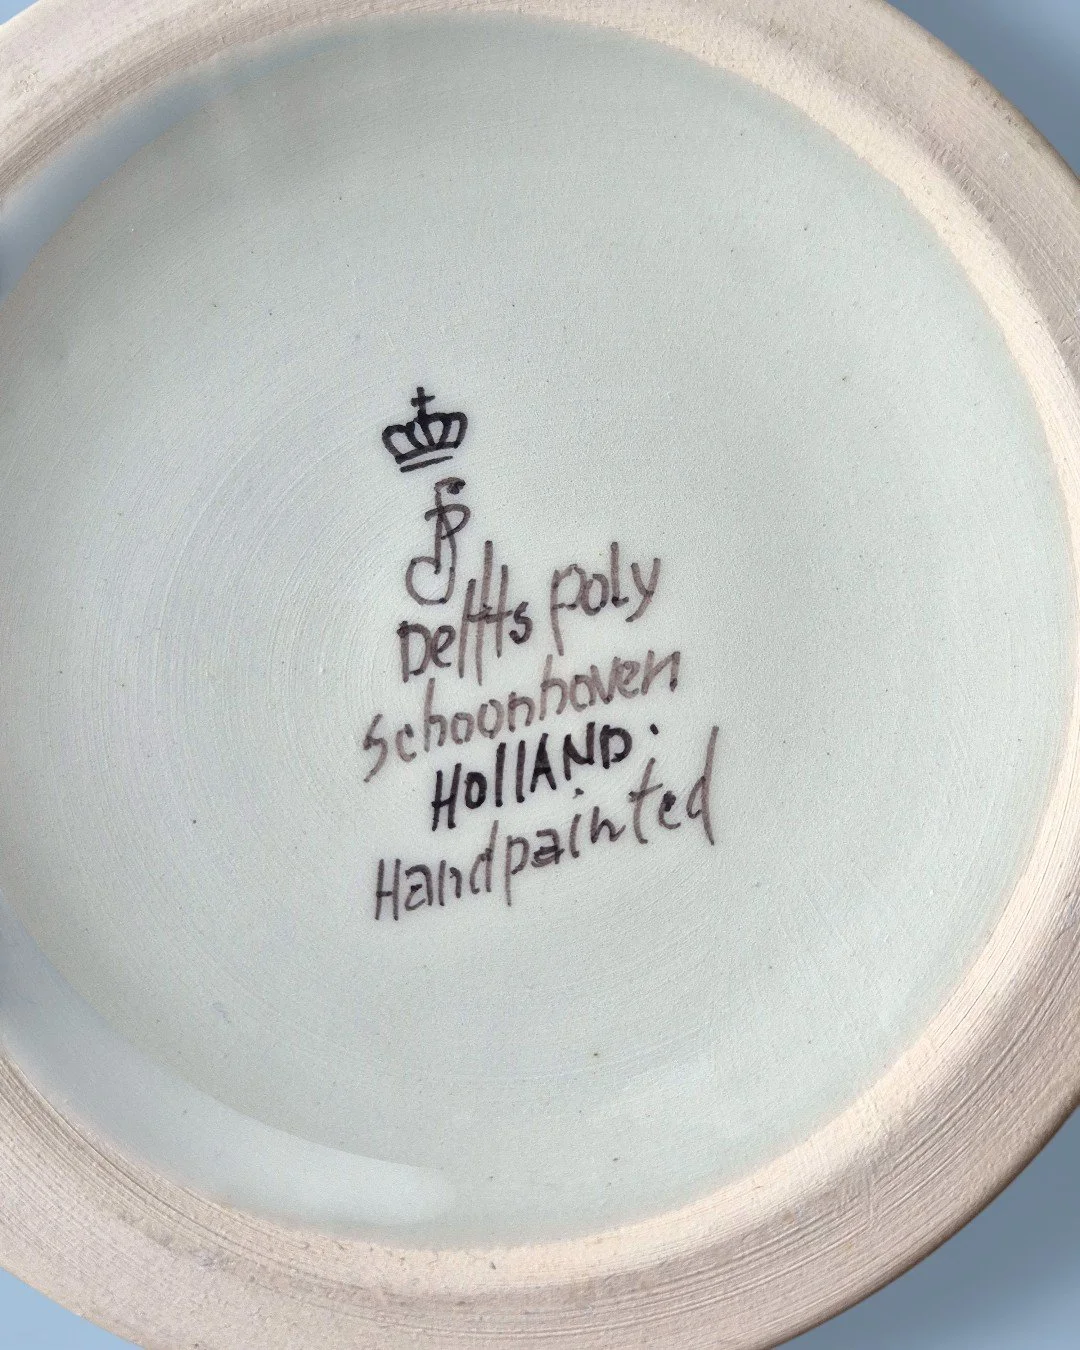 Delfts poly
Schoonhoven
HOllAND.
Handpainted